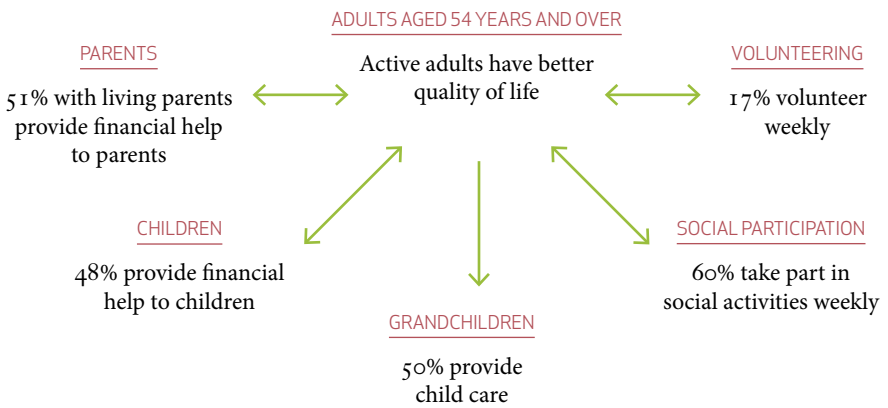 ADULTS AGED 54 YEARS AND OVER
Active adults have better
quality of life
PARENTS
51% with living parents
provide financial help
to parents
VOLUNTEERING
17% volunteer
weekly
CHILDREN
48% provide financial
help to children
SOCIAL PARTICIPATION
60% take part in
social activities weekly
GRANDCHILDREN
50% provide
child care